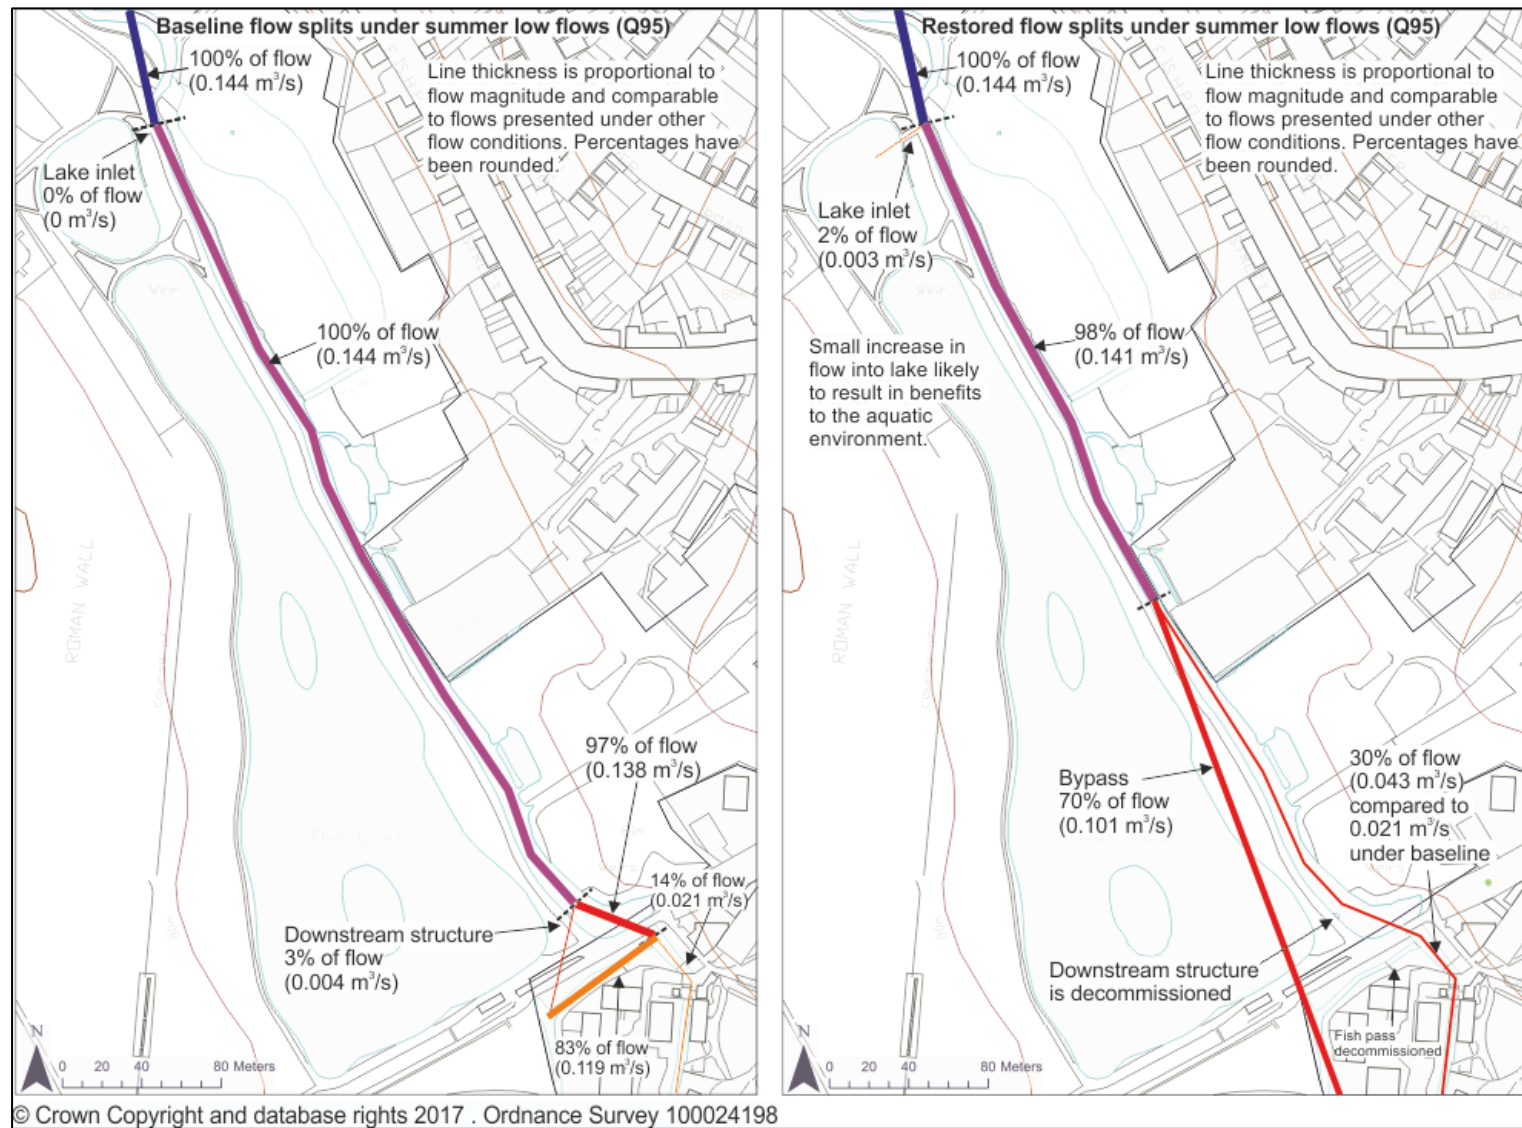 Baseline flow splits under summer low flows (Q95)
100% of flow
(0.144 m³/s)
Line thickness is proportional to
flow magnitude and comparable
to flows presented under other
flow conditions. Percentages have
been rounded.
Lake inlet
0% of flow
(0 m³/s)
Weir
100% of flow
(0.144 m³/s)
ROMAN WALL
The Lake
97% of flow
(0.138 m³/s)
14% of flow
(0.021 m³/s)
Downstream structure
3% of flow
(0.004 m³/s)
83% of flow
(0.119 m³/s)
N
0 20 40 80 Meters
Restored flow splits under summer low flows (Q95)
100% of flow
(0.144 m³/s)
Line thickness is proportional to
flow magnitude and comparable
to flows presented under other
flow conditions. Percentages have
been rounded.
Lake inlet
2% of flow
(0.003 m³/s)
Weir
98% of flow
(0.141 m³/s)
Small increase in
flow into lake likely
to result in benefits
to the aquatic
environment.
ROMAN WALL
Bypass
70% of flow
(0.101 m³/s)
30% of flow
(0.043 m³/s)
compared to
0.021 m³/s
under baseline
Downstream structure
is decommissioned
Fish pass
decommissioned
N
0 20 40 80 Meters
© Crown Copyright and database rights 2017 . Ordnance Survey 100024198